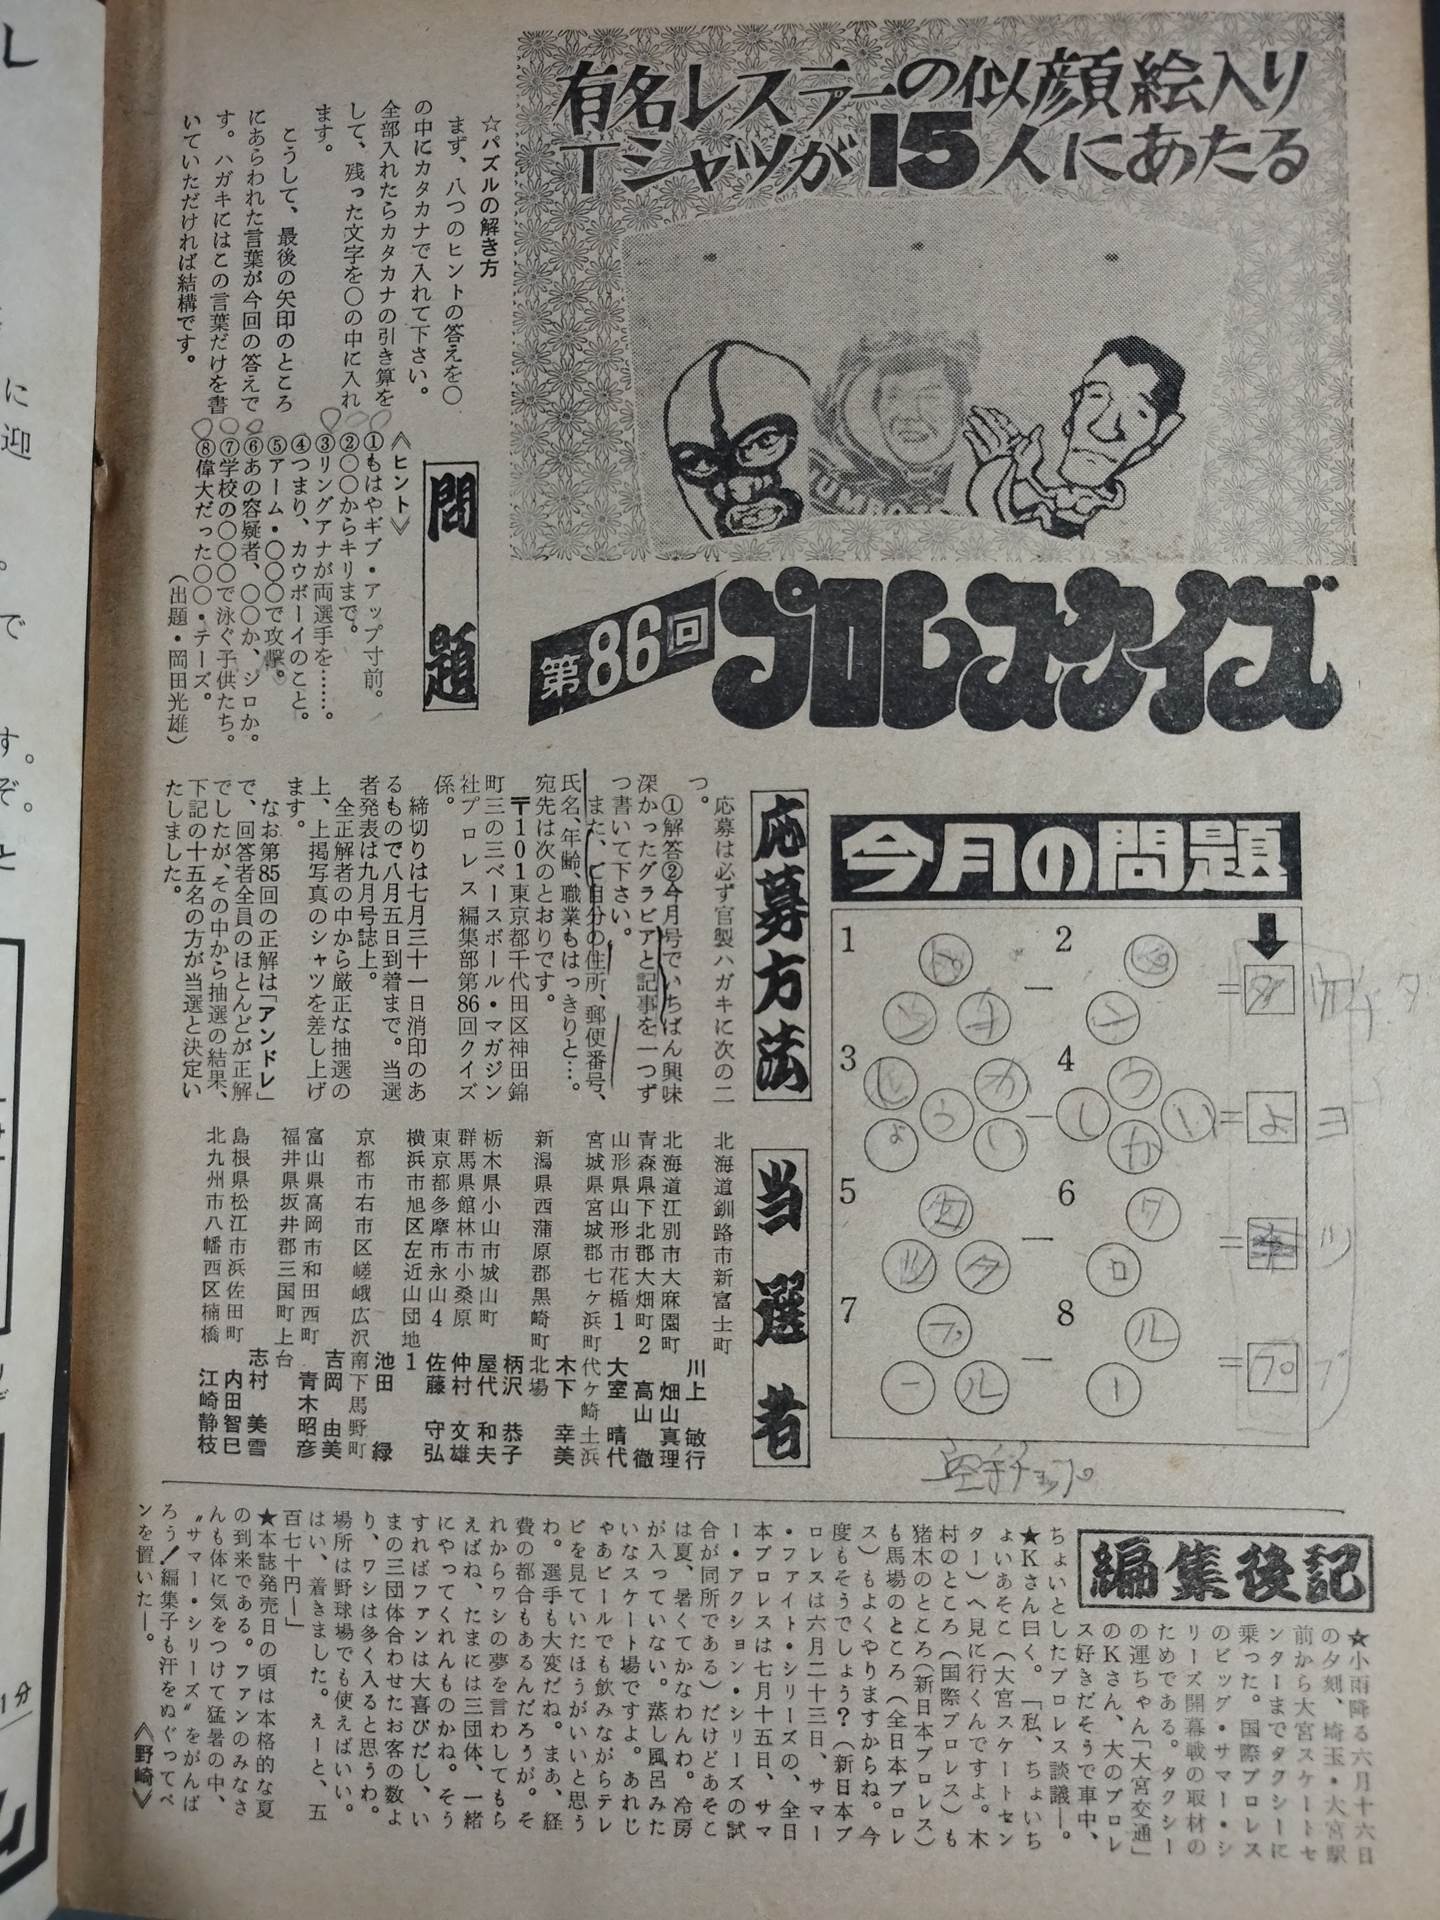 有名レスラーの似顔絵入り
Tシャツが15人にあたる
第86回
プロレスクイズ
☆パズルの解き方
まず、八つのヒントの答えを○
の中にカタカナで入れて下さい。
全部入れたらカタカナの引き算を
して、残った文字を○の中に入れ
ます。
こうして、最後の矢印のところ
にあらわれた言葉が今回の答えで
す。ハガキにはこの言葉だけを書
いていただければ結構です。
問題
《ヒント》
①もはやギブ・アップ寸前。
②○○からキリまで。
③リングアナが両選手を……。
④つまり、カウボーイのこと。
⑤アーム・○○○で攻撃。
⑥あの容疑者、○○か、シロか。
⑦学校の○○○で泳ぐ子供たち。
⑧偉大だった○○・テーズ。
(出題・岡田光雄)
今月の問題
1
2
3
4
5
6
7
8
ン
チ
ン
じ
か
う
ょ
い
う
し
い
か
よ
ヨ
ツ
タ
ク
ロ
ツ
プ
ー
ル
ル
ー
プ
プ
空手チョップ
応募方法
応募は必ず官製ハガキに次の二
つ。
①解答②今月号でいちばん興味
深かったグラビアと記事を一つず
つ書いて下さい。
また、ご自分の住所、郵便番号、
氏名、年齢、職業もはっきりと…。
宛先は次のとおりです。
〒101東京都千代田区神田錦
町三の三ベースボール・マガジン
社プロレス編集部第86回クイズ
係。
締切りは七月三十一日消印のあ
るもので八月五日到着まで。当選
者発表は九月号誌上。
全正解者の中から厳正な抽選の
上、上掲写真のシャツを差し上げ
ます。
なお第85回の正解は「アンドレ」
で、回答者全員のほとんどが正解
でしたが、その中から抽選の結果、
下記の十五名の方が当選と決定い
たしました。
当選者
北海道釧路市新富士町 川上 敏行
北海道江別市大麻園町 畑山真理
青森県下北郡大畑町2 高山 徹
山形県山形市花楯1 大室 晴代
宮城県宮城郡七ケ浜町代ケ崎土浜
木下 幸美
新潟県西蒲原郡黒崎町北場
柄沢 恭子
栃木県小山市城山町 屋代 和夫
群馬県館林市小桑原 仲村 文雄
東京都多摩市永山4 佐藤 守弘
横浜市旭区左近山団地1
池田 緑
京都市右市区嵯峨広沢南下馬野町
吉岡 由美
富山県高岡市和田西町 青木昭彦
福井県坂井郡三国町上台
志村 美雪
島根県松江市浜佐田町 内田智巳
北九州市八幡西区楠橋 江崎静枝
編集後記
★小雨降る六月十六日
の夕刻、埼玉・大宮駅
前から大宮スケートセ
ンターまでタクシーに
乗った。国際プロレス
のビッグ・サマー・シ
リーズ開幕戦の取材の
ためである。タクシー
の運ちゃん「大宮交通」
のKさん、大のプロレ
ス好きだそうで車中、
ちょいとしたプロレス談議―。
★Kさん曰く。「私、ちょいち
ょいあそこ(大宮スケートセン
ター)へ見に行くんですよ。木
村のところ(国際プロレス)も
猪木のところ(新日本プロレス)
も馬場のところ(全日本プロレ
ス)もよくやりますからね。今
度もそうでしょう?(新日本プ
ロレスは六月二十三日、サマー
・ファイト・シリーズの、全日
本プロレスは七月十五日、サマ
ー・アクション・シリーズの試
合が同所である)だけどあそこ
は夏、暑くてかなわんわ。冷房
が入っていない。蒸し風呂みた
いなスケート場ですよ。あれじ
ゃあビールでも飲みながらテレ
ビを見ていたほうがいいと思う
わ。選手も大変だね。まあ、経
費の都合もあるんだろうが。そ
れからワシの夢を言わしてもら
えばね、たまには三団体、一緒
にやってくれんものかね。そう
すればファンは大喜びだし、い
まの三団体合わせたお客の数よ
り、ワシは多く入ると思うわ。
場所は野球場でも使えばいい。
はい、着きました。えーと、五
百七十円―」
★本誌発売日の頃は本格的な夏
の到来である。ファンのみなさ
んも体に気をつけて猛暑の中、
〝サマー・シリーズ〟をがんば
ろう!編集子も汗をぬぐってペ
ンを置いた―。
《野崎》